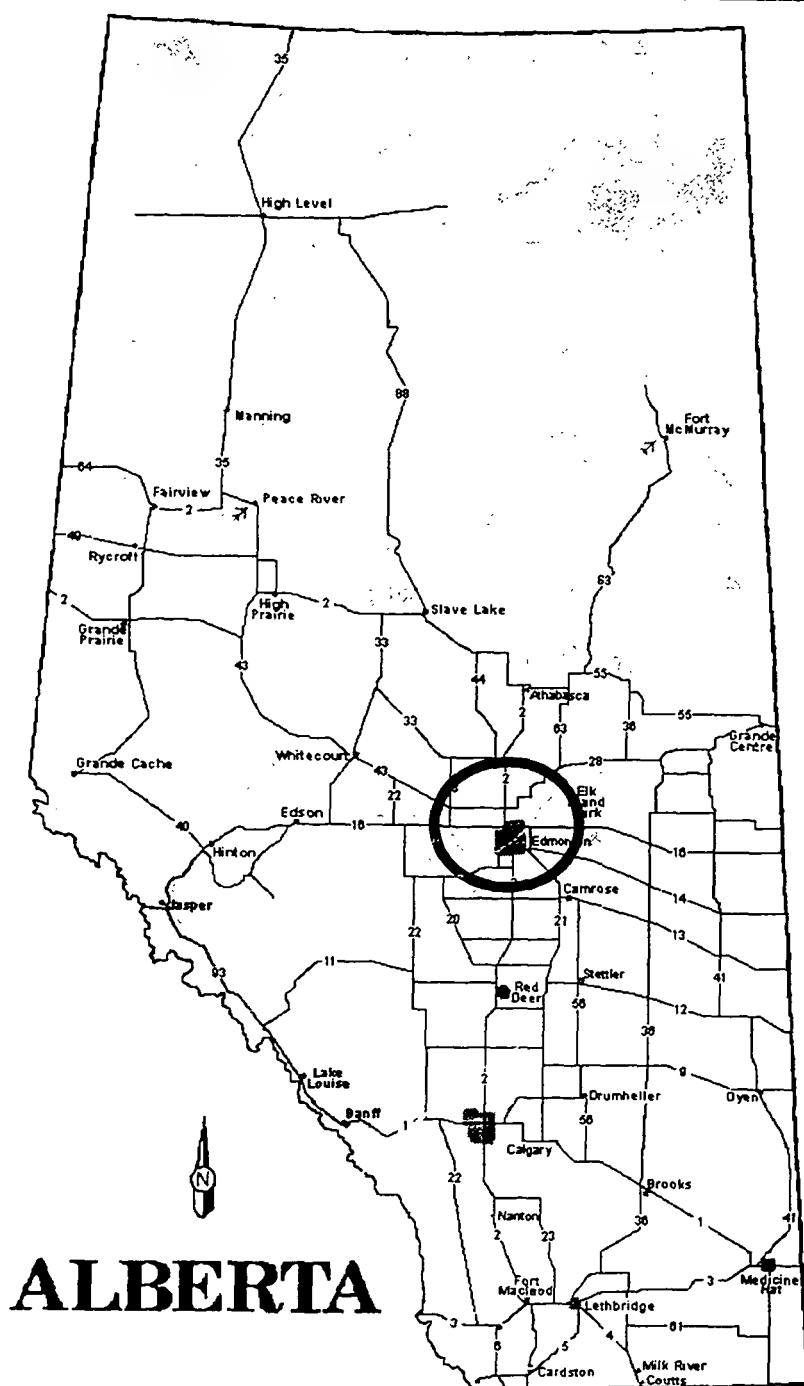 35
High Level
88
Manning
Fort
McMurray
35
64
Fairview
2
Peace River
49
Rycroft
63
2
High
Prairie
2
Slave Lake
Grande
Prairie
33
43
44
55
Athabasca
2
33
63
36
55
Grande
Centre
Whitecourt
43
2
28
Grande Cache
22
Elk
Island
Park
Edson
16
40
Edmonton
16
Hinton
14
Jasper
Camrose
20
21
22
13
93
11
Stettler
41
Red
Deer
56
12
36
Lake
Louise
2
9
Drumheller
Oyen
Banff
1
56
Calgary
N
22
Brooks
Nanton
36
1
41
2
23
ALBERTA
Fort
Macleod
3
Medicine
Hat
Lethbridge
3
61
4
6
5
Cardston
Milk River
Coutts